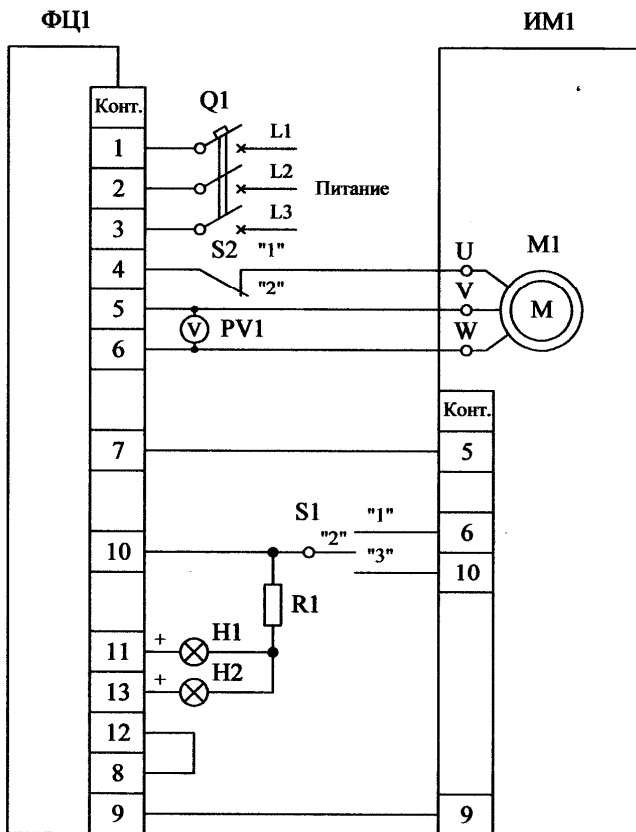 ФЦ1
ИМ1
Конт.
Q1
1
L1
2
L2
Питание
3
L3
S2
"1"
4
U
M1
"2"
V
5
V
PV1
M
6
W
Конт.
7
5
S1
"1"
6
10
"2"
"3"
10
R1
11
+
H1
13
+
H2
12
8
9
9